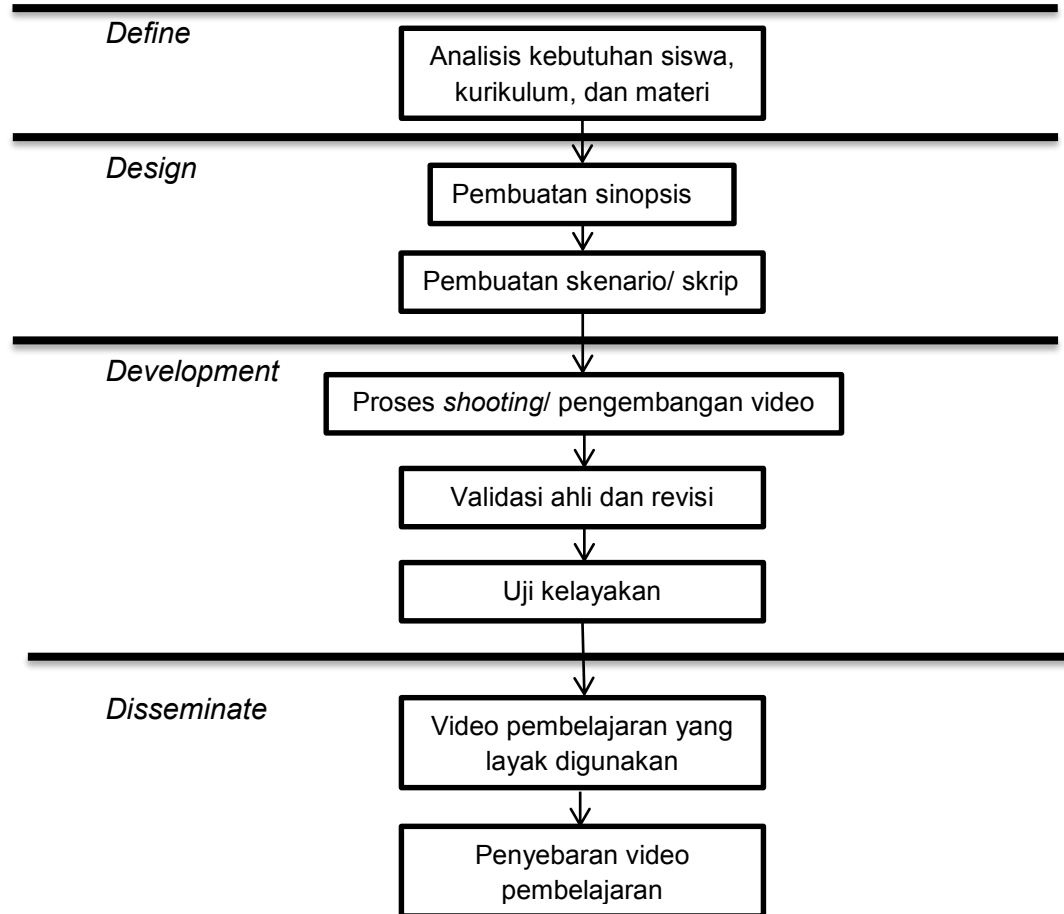 Define
Analisis kebutuhan siswa,
kurikulum, dan materi
Design
Pembuatan sinopsis
Pembuatan skenario/ skrip
Development
Proses shooting/ pengembangan video
Validasi ahli dan revisi
Uji kelayakan
Disseminate
Video pembelajaran yang
layak digunakan
Penyebaran video
pembelajaran